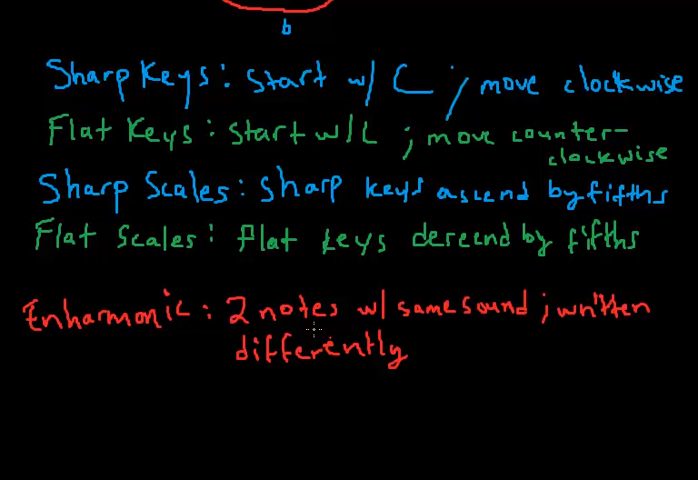 b
Sharp Keys: Start w/ C ; move clockwise
Flat Keys: Start w/C ; move counter-
clockwise
Sharp Scales: Sharp keys ascend by fifths
Flat Scales: Flat keys descend by fifths
Enharmonic: 2 notes w/ same sound ; written
differently